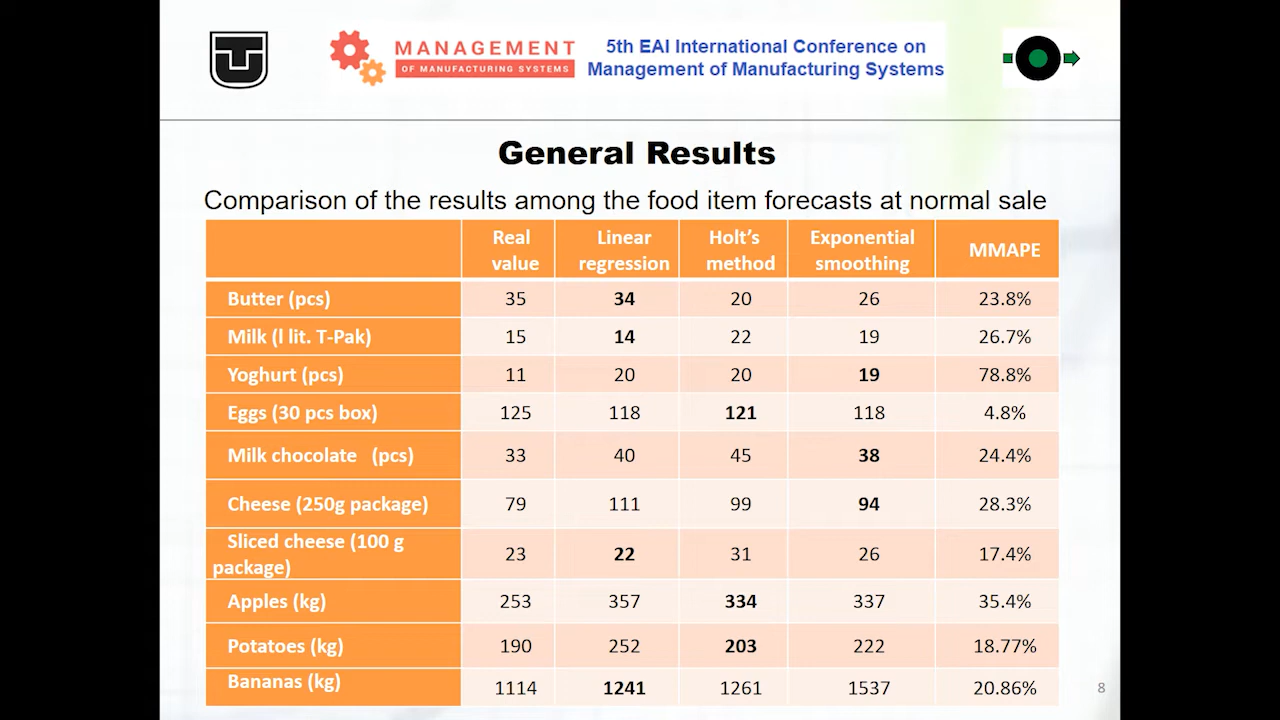 MANAGEMENT
OF MANUFACTURING SYSTEMS
5th EAI International Conference on
Management of Manufacturing Systems
General Results
Comparison of the results among the food item forecasts at normal sale
Real value Linear regression Holt's method Exponential smoothing MMAPE
Butter (pcs) 35 34 20 26 23.8%
Milk (l lit. T-Pak) 15 14 22 19 26.7%
Yoghurt (pcs) 11 20 20 19 78.8%
Eggs (30 pcs box) 125 118 121 118 4.8%
Milk chocolate (pcs) 33 40 45 38 24.4%
Cheese (250g package) 79 111 99 94 28.3%
Sliced cheese (100 g package) 23 22 31 26 17.4%
Apples (kg) 253 357 334 337 35.4%
Potatoes (kg) 190 252 203 222 18.77%
Bananas (kg) 1114 1241 1261 1537 20.86%
8